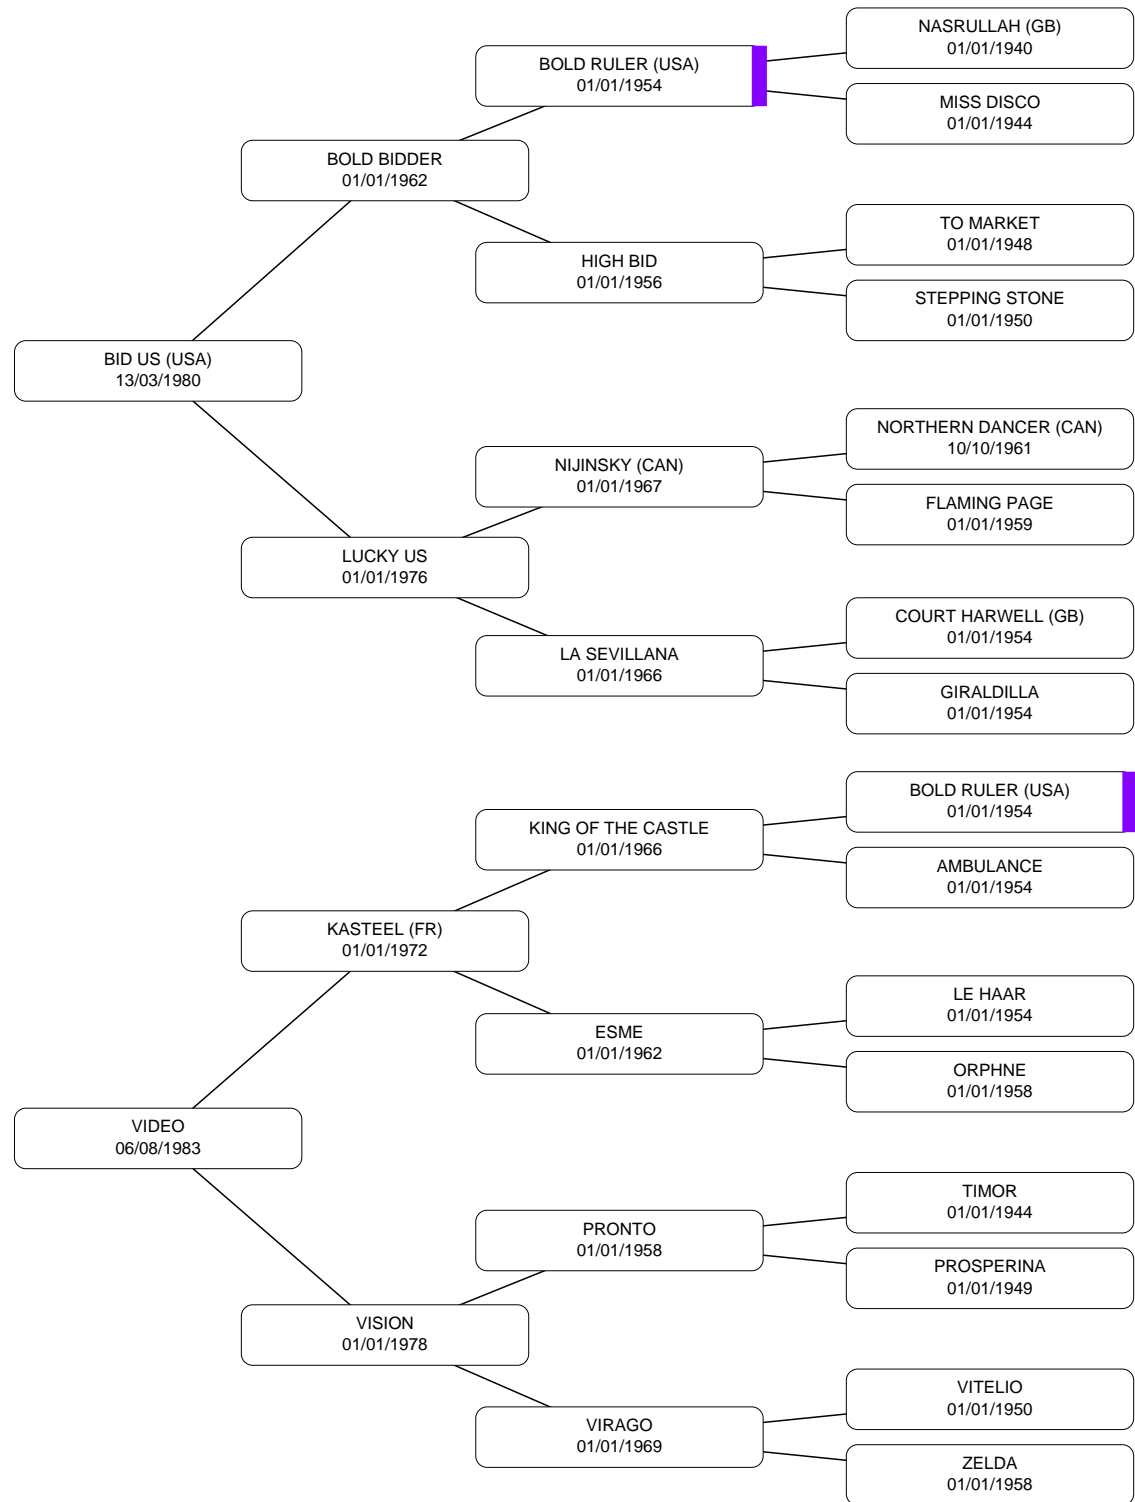 NASRULLAH (GB)
01/01/1940
BOLD RULER (USA)
01/01/1954
MISS DISCO
01/01/1944
BOLD BIDDER
01/01/1962
TO MARKET
01/01/1948
HIGH BID
01/01/1956
STEPPING STONE
01/01/1950
BID US (USA)
13/03/1980
NORTHERN DANCER (CAN)
10/10/1961
NIJINSKY (CAN)
01/01/1967
FLAMING PAGE
01/01/1959
LUCKY US
01/01/1976
COURT HARWELL (GB)
01/01/1954
LA SEVILLANA
01/01/1966
GIRALDILLA
01/01/1954
BOLD RULER (USA)
01/01/1954
KING OF THE CASTLE
01/01/1966
AMBULANCE
01/01/1954
KASTEEL (FR)
01/01/1972
LE HAAR
01/01/1954
ESME
01/01/1962
ORPHNE
01/01/1958
VIDEO
06/08/1983
TIMOR
01/01/1944
PRONTO
01/01/1958
PROSPERINA
01/01/1949
VISION
01/01/1978
VITELIO
01/01/1950
VIRAGO
01/01/1969
ZELDA
01/01/1958